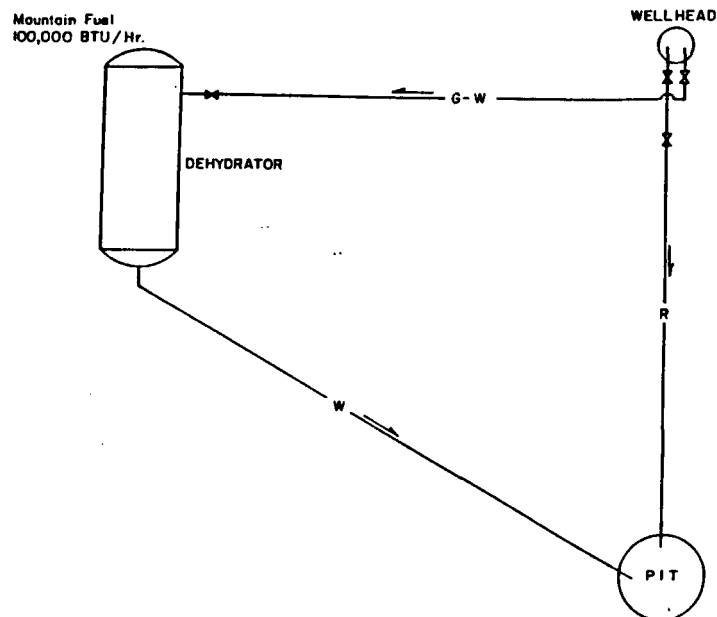 Mountain Fuel
100,000 BTU/Hr.
WELLHEAD
G-W
DEHYDRATOR
R
W
PIT